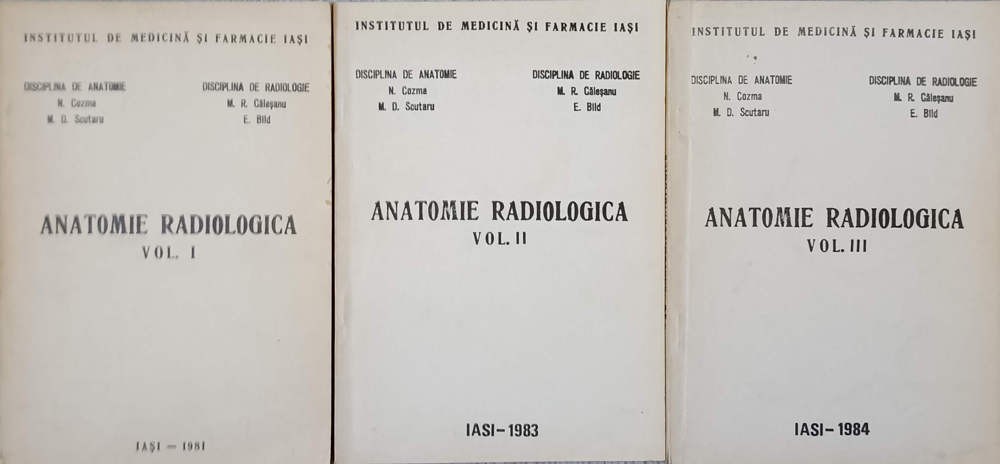 INSTITUTUL DE MEDICINĂ ŞI FARMACIE IAŞI
DISCIPLINA DE ANATOMIE
N. Cozma
M. D. Scutaru
DISCIPLINA DE RADIOLOGIE
M. R. Căleşanu
E. Bild
ANATOMIE RADIOLOGICA
VOL. I
IAŞI — 1981
INSTITUTUL DE MEDICINĂ ŞI FARMACIE IAŞI
DISCIPLINA DE ANATOMIE
N. Cozma
M. D. Scutaru
DISCIPLINA DE RADIOLOGIE
M. R. Căleşanu
E. Bild
ANATOMIE RADIOLOGICA
VOL. II
IASI-1983
INSTITUTUL DE MEDICINĂ ŞI FARMACIE IAŞI
DISCIPLINA DE ANATOMIE
N. Cozma
M. D. Scutaru
DISCIPLINA DE RADIOLOGIE
M. R. Căleşanu
E. Bild
ANATOMIE RADIOLOGICA
VOL. III
IASI-1984